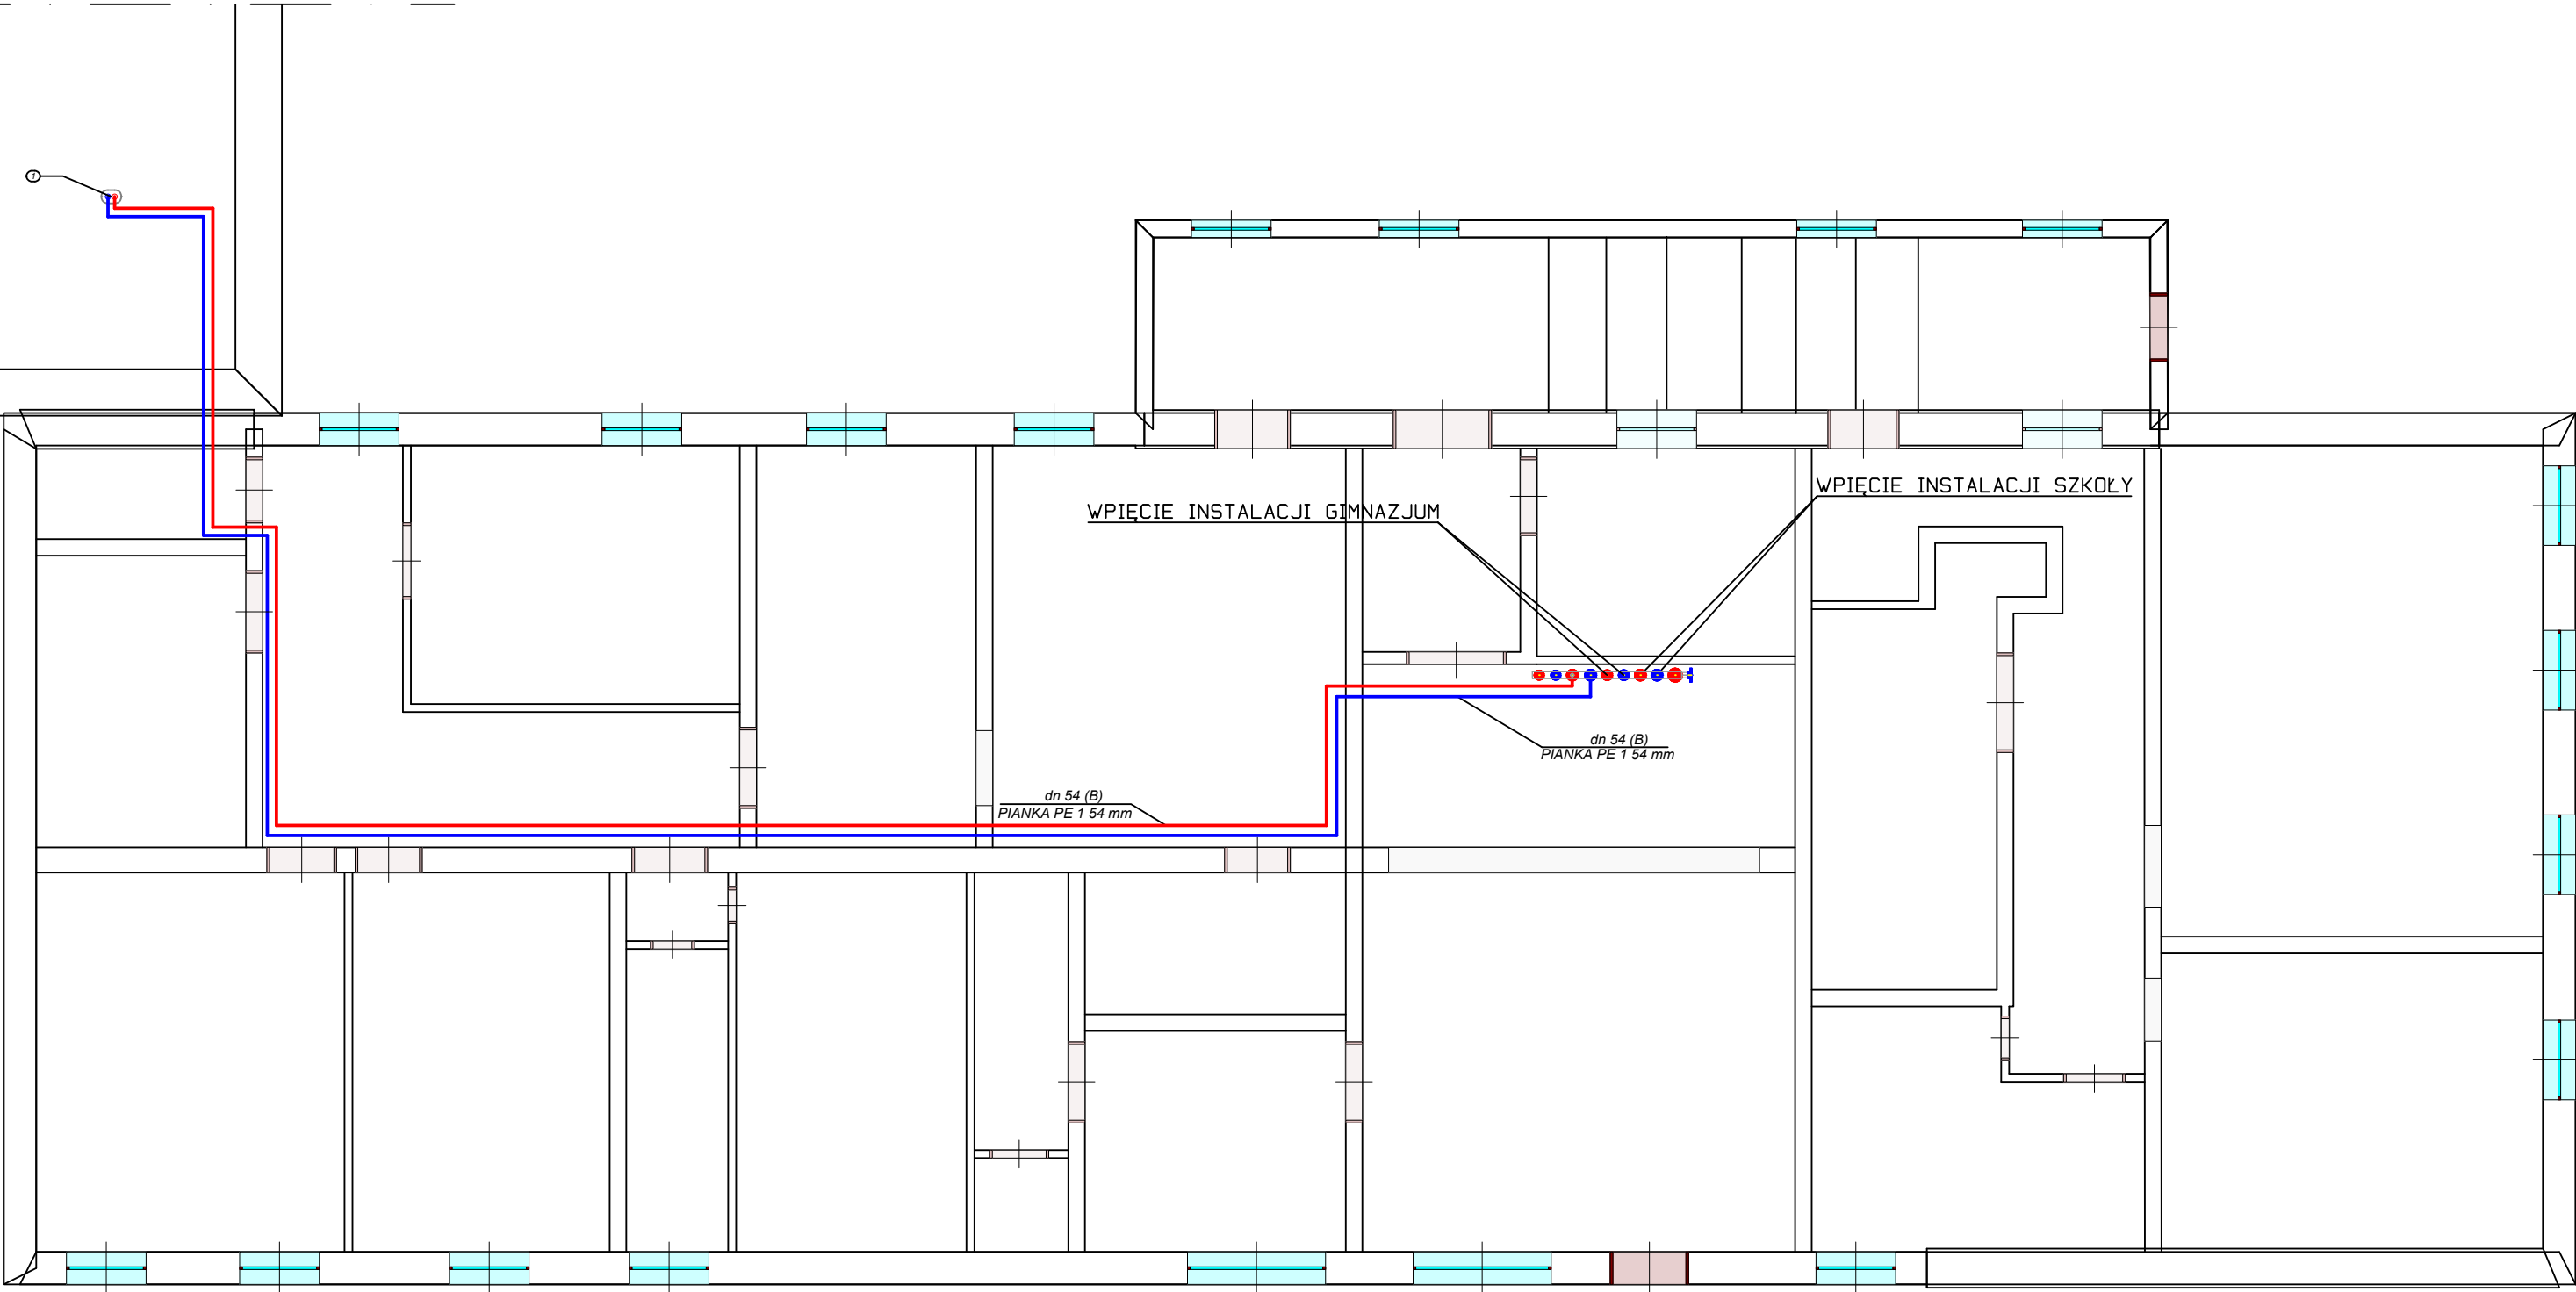 1
WPIĘCIE INSTALACJI SZKOŁY
WPIĘCIE INSTALACJI GIMNAZJUM
dn 54 (B)
PIANKA PE 1 54 mm
dn 54 (B)
PIANKA PE 1 54 mm